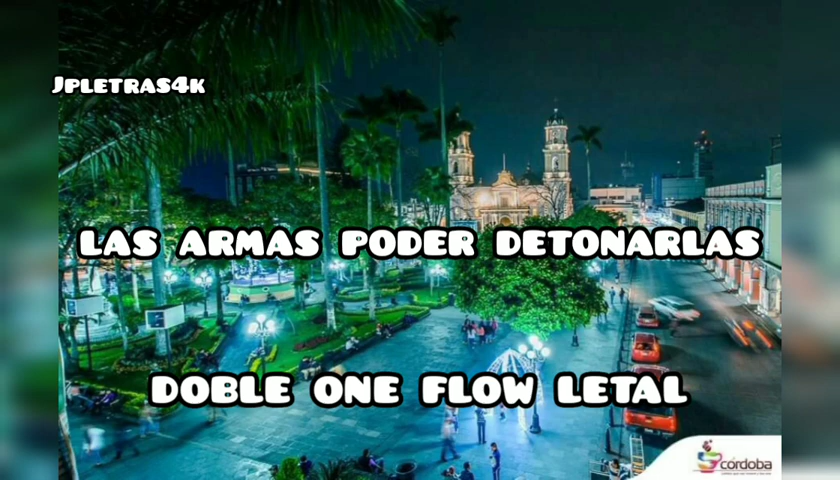 Jpletras4k
LAS ARMAS PODER DETONARLAS
DOBLE ONE FLOW LETAL
córdoba